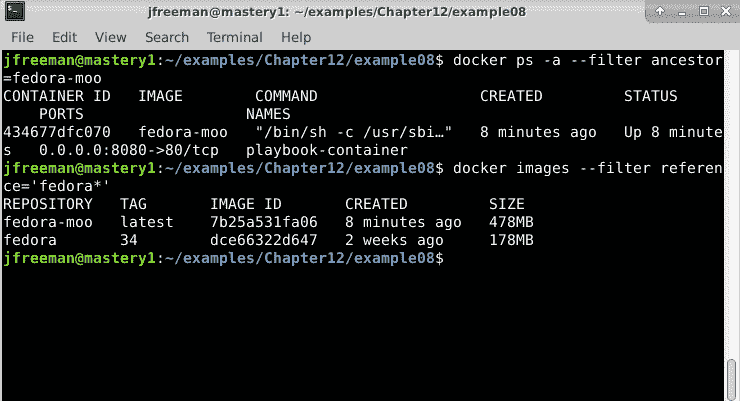 jfreeman@mastery1: ~/examples/Chapter12/example08
File Edit View Search Terminal Help
jfreeman@mastery1:~/examples/Chapter12/example08$ docker ps -a --filter ancestor
=fedora-moo
CONTAINER ID   IMAGE        COMMAND                  CREATED         STATUS
    PORTS                  NAMES
434677dfc070   fedora-moo   "/bin/sh -c /usr/sbi…"   8 minutes ago   Up 8 minute
s   0.0.0.0:8080->80/tcp   playbook-container
jfreeman@mastery1:~/examples/Chapter12/example08$ docker images --filter referen
ce='fedora*'
REPOSITORY   TAG       IMAGE ID       CREATED         SIZE
fedora-moo   latest    7b25a531fa06   8 minutes ago   478MB
fedora       34        dce66322d647   2 weeks ago     178MB
jfreeman@mastery1:~/examples/Chapter12/example08$